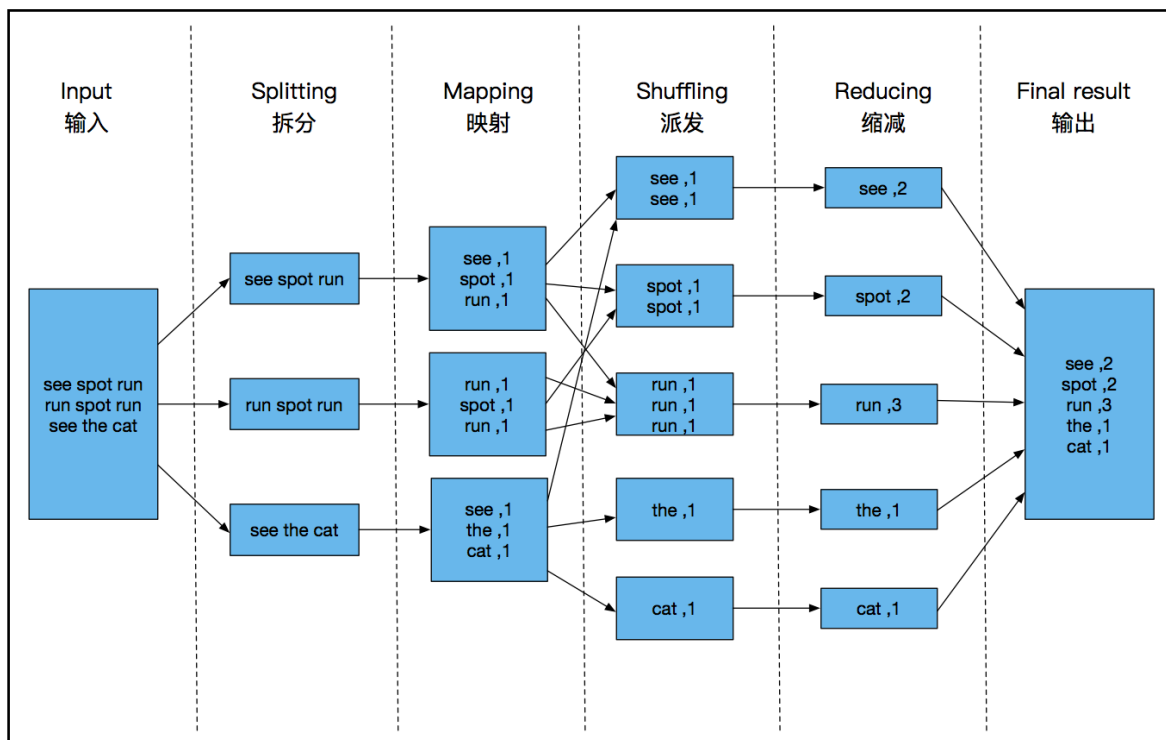 Input
输入
Splitting
拆分
Mapping
映射
Shuffling
派发
Reducing
缩减
Final result
输出
see spot run
run spot run
see the cat
see spot run
run spot run
see the cat
see ,1
spot ,1
run ,1
run ,1
spot ,1
run ,1
see ,1
the ,1
cat ,1
see ,1
see ,1
spot ,1
spot ,1
run ,1
run ,1
run ,1
the ,1
cat ,1
see ,2
spot ,2
run ,3
the ,1
cat ,1
see ,2
spot ,2
run ,3
the ,1
cat ,1